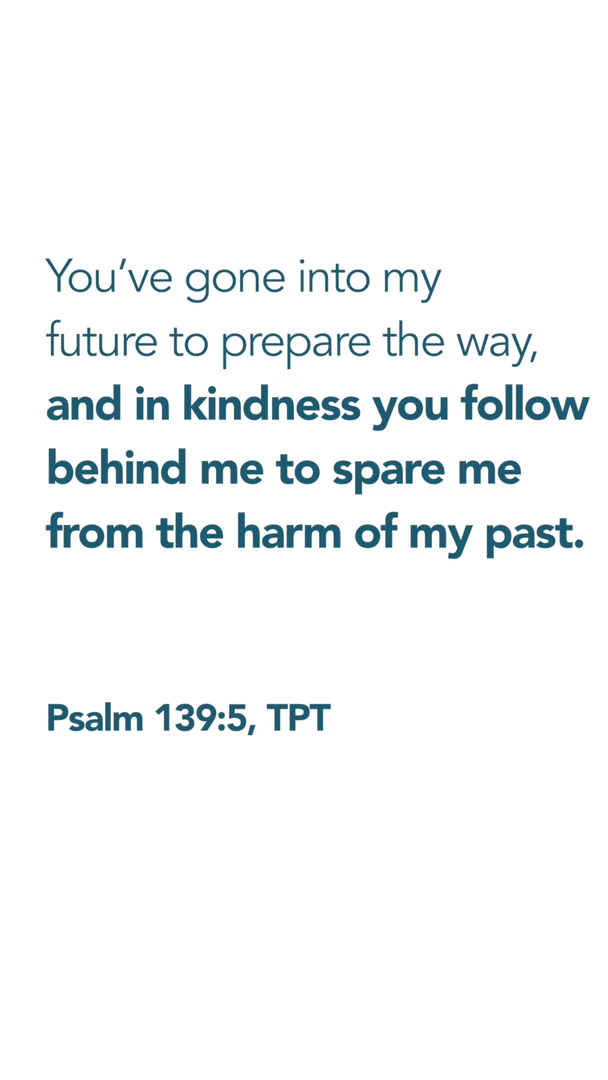 You’ve gone into my
future to prepare the way,
and in kindness you follow
behind me to spare me
from the harm of my past.
Psalm 139:5, TPT